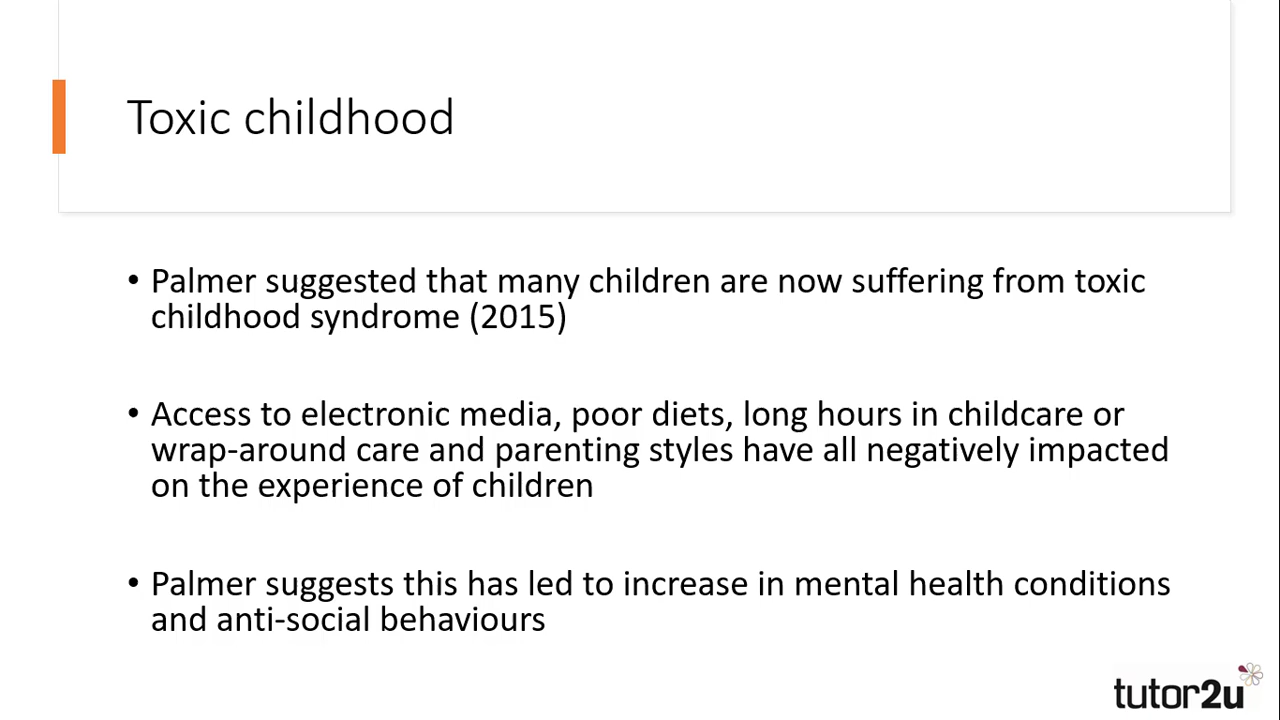 Toxic childhood
• Palmer suggested that many children are now suffering from toxic
childhood syndrome (2015)
• Access to electronic media, poor diets, long hours in childcare or
wrap-around care and parenting styles have all negatively impacted
on the experience of children
• Palmer suggests this has led to increase in mental health conditions
and anti-social behaviours
tutor2u